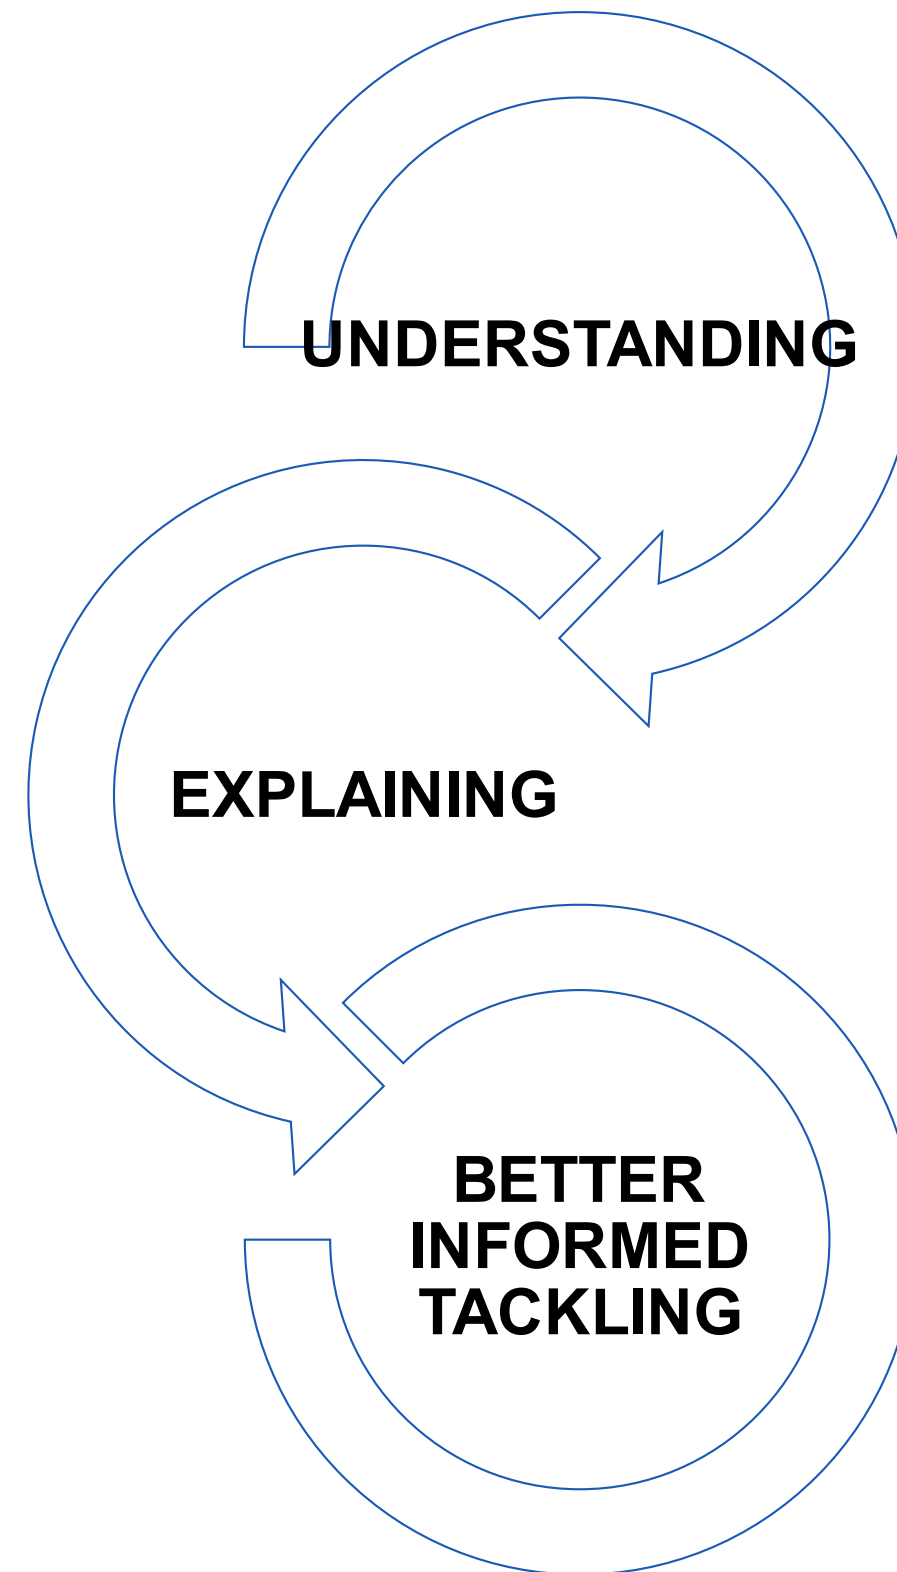 UNDERSTANDING
EXPLAINING
BETTER
INFORMED
TACKLING